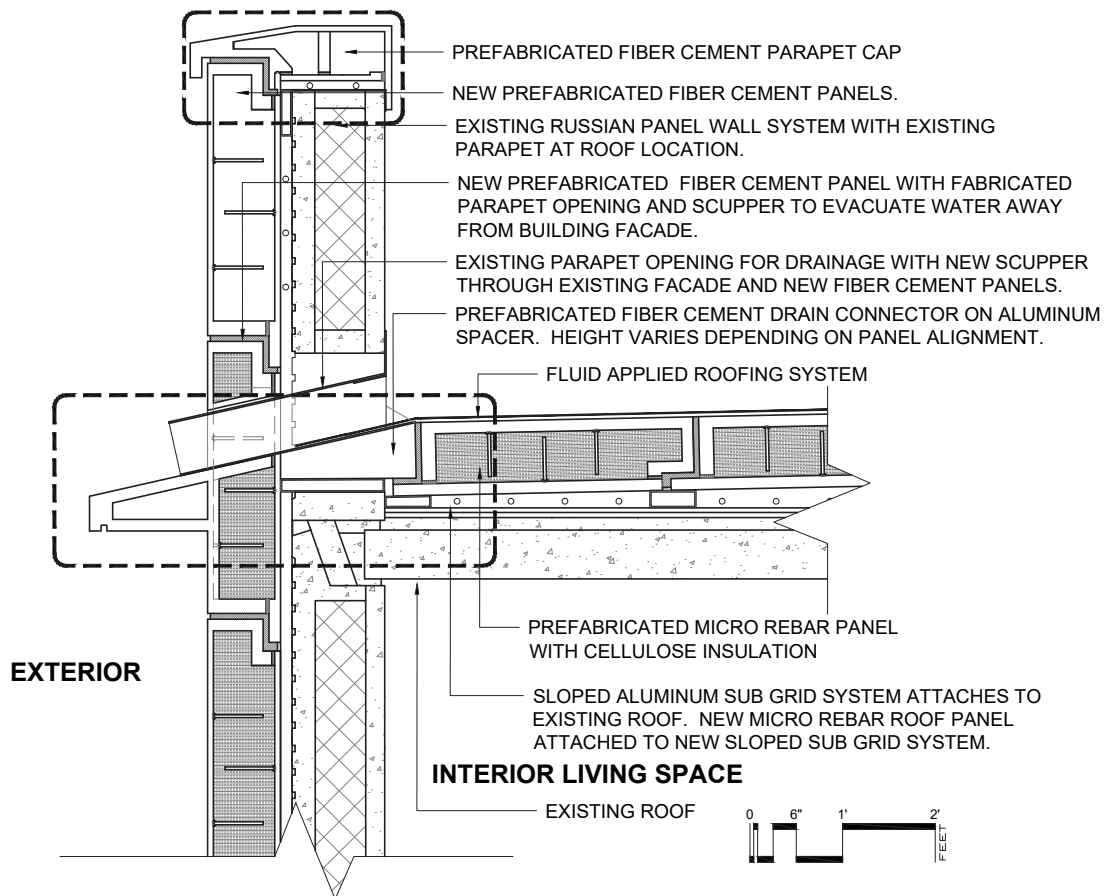 PREFABRICATED FIBER CEMENT PARAPET CAP
NEW PREFABRICATED FIBER CEMENT PANELS.
EXISTING RUSSIAN PANEL WALL SYSTEM WITH EXISTING
PARAPET AT ROOF LOCATION.
NEW PREFABRICATED FIBER CEMENT PANEL WITH FABRICATED
PARAPET OPENING AND SCUPPER TO EVACUATE WATER AWAY
FROM BUILDING FACADE.
EXISTING PARAPET OPENING FOR DRAINAGE WITH NEW SCUPPER
THROUGH EXISTING FACADE AND NEW FIBER CEMENT PANELS.
PREFABRICATED FIBER CEMENT DRAIN CONNECTOR ON ALUMINUM
SPACER. HEIGHT VARIES DEPENDING ON PANEL ALIGNMENT.
FLUID APPLIED ROOFING SYSTEM
PREFABRICATED MICRO REBAR PANEL
WITH CELLULOSE INSULATION
EXTERIOR
SLOPED ALUMINUM SUB GRID SYSTEM ATTACHES TO
EXISTING ROOF. NEW MICRO REBAR ROOF PANEL
ATTACHED TO NEW SLOPED SUB GRID SYSTEM.
INTERIOR LIVING SPACE
EXISTING ROOF
0 6" 1' 2'
FEET